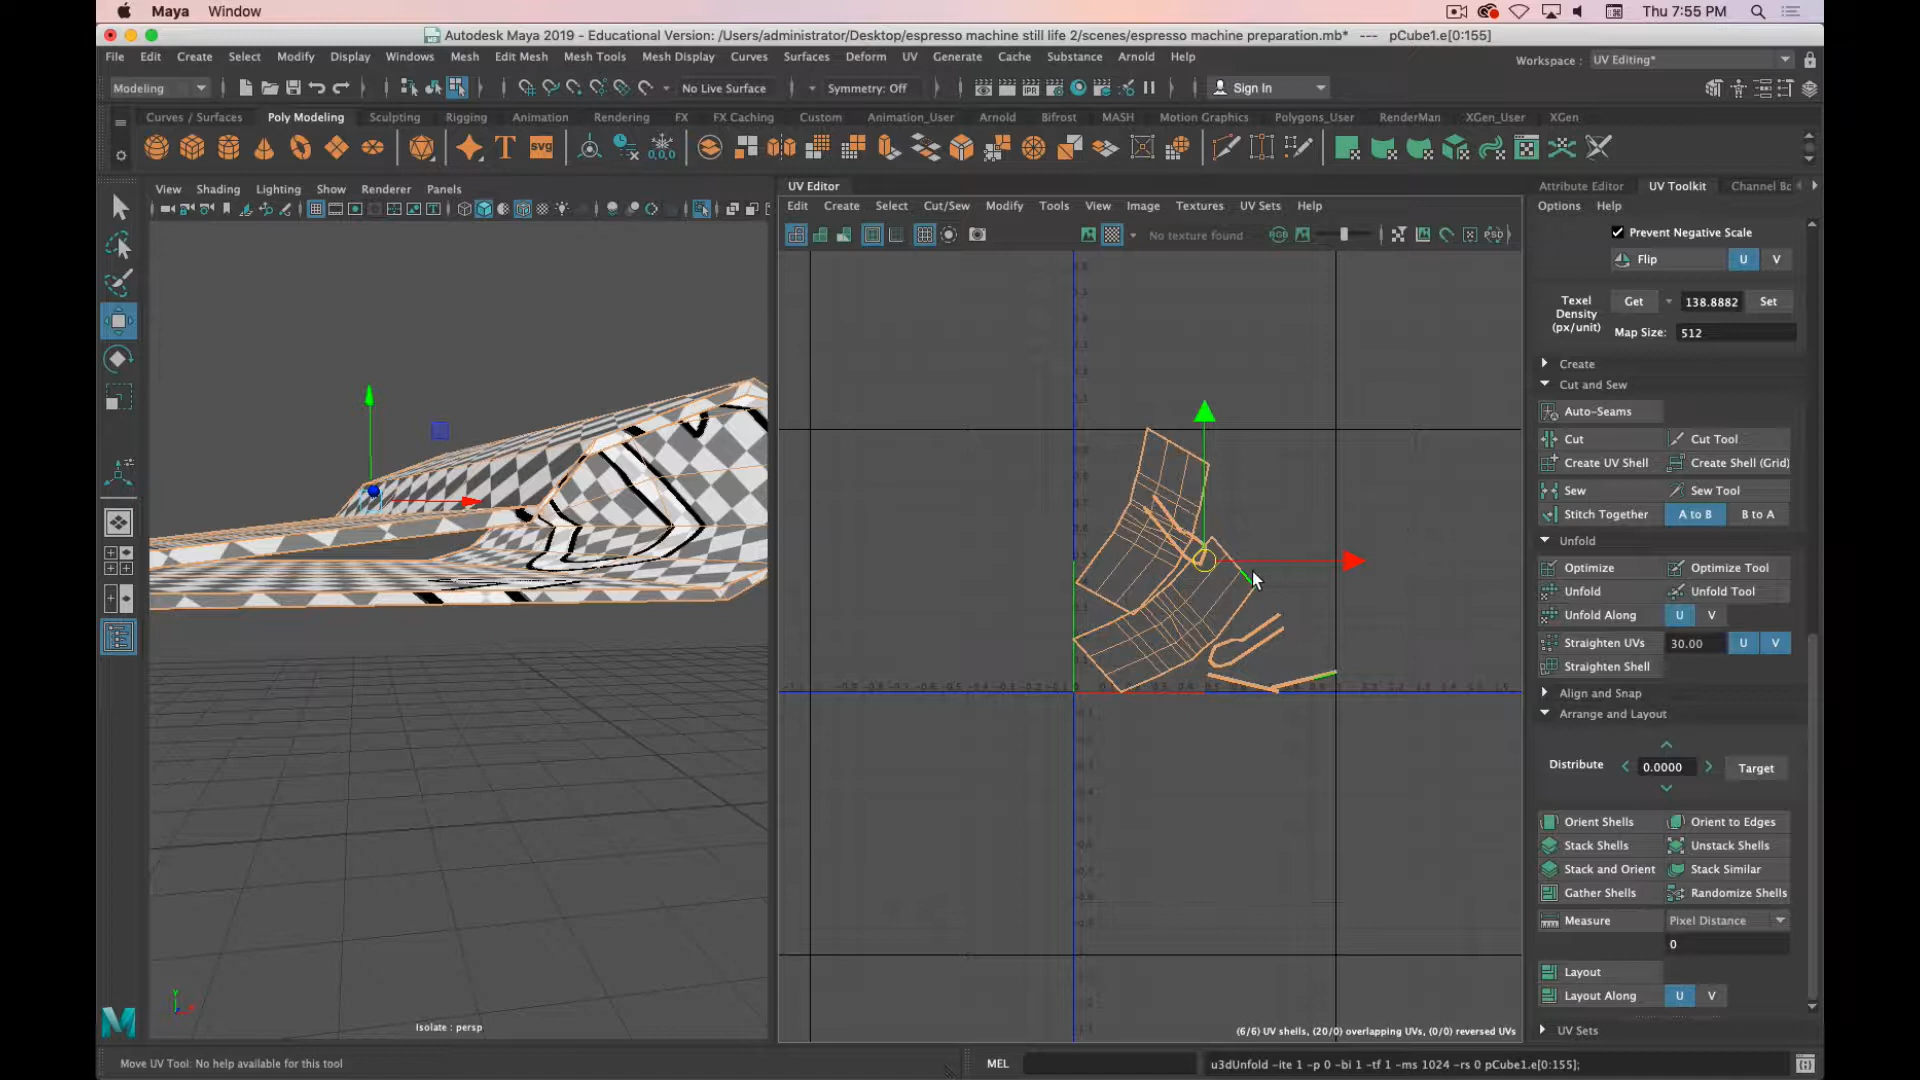 Maya Window Thu 7:55 PM
Autodesk Maya 2019 - Educational Version: /Users/administrator/Desktop/espresso machine still life 2/scenes/espresso machine preparation.mb* --- pCube1.e[0:155]
File Edit Create Select Modify Display Windows Mesh Edit Mesh Mesh Tools Mesh Display Curves Surfaces Deform UV Generate Cache Substance Arnold Help Workspace : UV Editing*
Modeling No Live Surface Symmetry: Off IPR Sign In
Curves / Surfaces Poly Modeling Sculpting Rigging Animation Rendering FX FX Caching Custom Animation_User Arnold Bifrost MASH Motion Graphics Polygons_User RenderMan XGen_User XGen
T SVG 0,0,0
View Shading Lighting Show Renderer Panels
UV Editor
Edit Create Select Cut/Sew Modify Tools View Image Textures UV Sets Help
No texture found RGB PSD
Attribute Editor UV Toolkit Channel Bo
Options Help
Prevent Negative Scale
Flip U V
Texel Density (px/unit) Get 138.8882 Set
Map Size: 512
Create
Cut and Sew
Auto-Seams
Cut Cut Tool
Create UV Shell Create Shell (Grid)
Sew Sew Tool
Stitch Together A to B B to A
Unfold
Optimize Optimize Tool
Unfold Unfold Tool
Unfold Along U V
Straighten UVs 30.00 U V
Straighten Shell
Align and Snap
Arrange and Layout
Distribute 0.0000 Target
Orient Shells Orient to Edges
Stack Shells Unstack Shells
Stack and Orient Stack Similar
Gather Shells Randomize Shells
Measure Pixel Distance
0
Layout
Layout Along U V
UV Sets
Isolate : persp
(6/6) UV shells, (20/0) overlapping UVs, (0/0) reversed UVs
Move UV Tool: No help available for this tool MEL u3dUnfold -ite 1 -p 0 -bi 1 -tf 1 -ms 1024 -rs 0 pCube1.e[0:155];